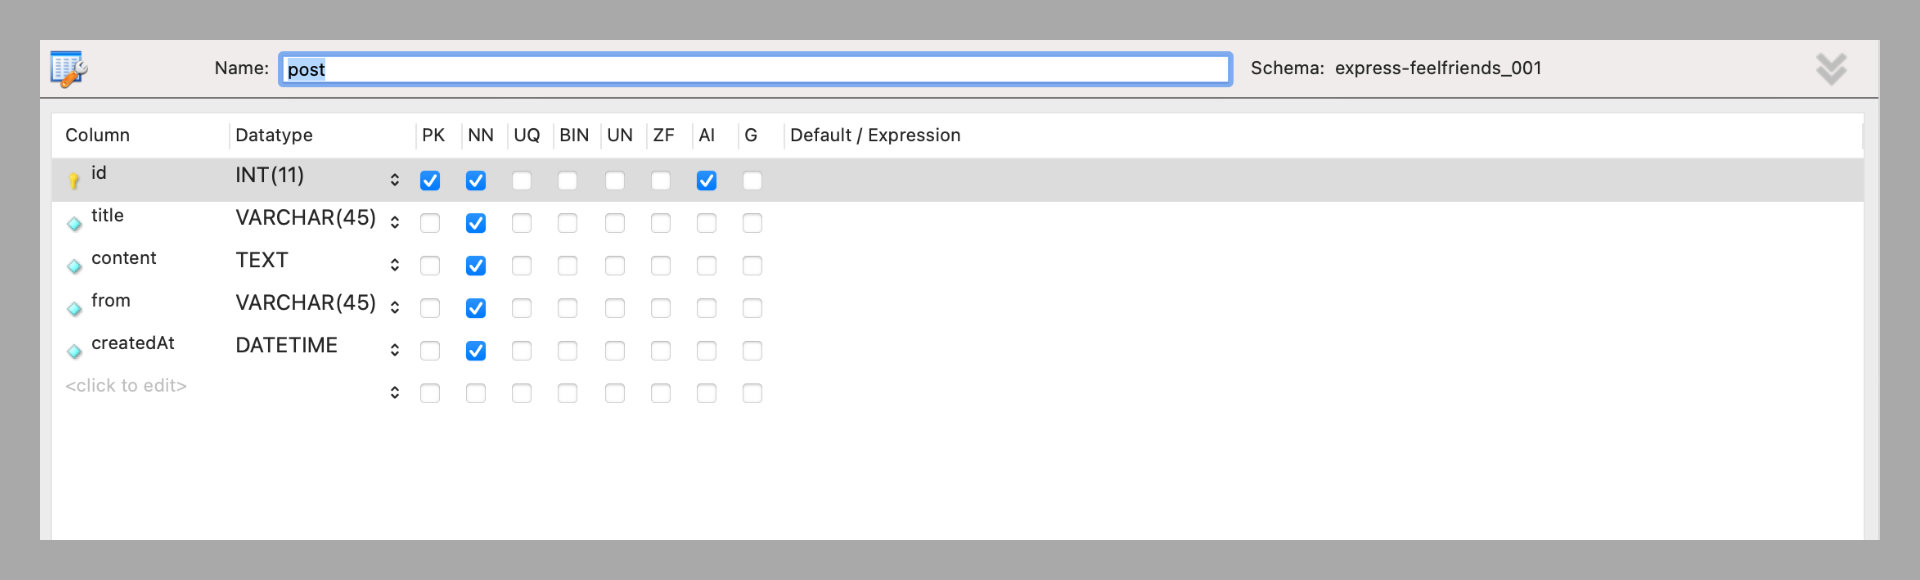 Name: post Schema: express-feelfriends_001
Column Datatype PK NN UQ BIN UN ZF AI G Default / Expression
id INT(11)
title VARCHAR(45)
content TEXT
from VARCHAR(45)
createdAt DATETIME
<click to edit>